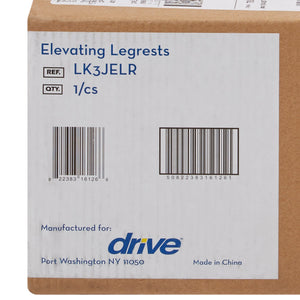 Elevating Legrests
REF. LK3JELR
QTY. 1/cs
Manufactured for:
drive
Port Washington NY 11050
Made in China